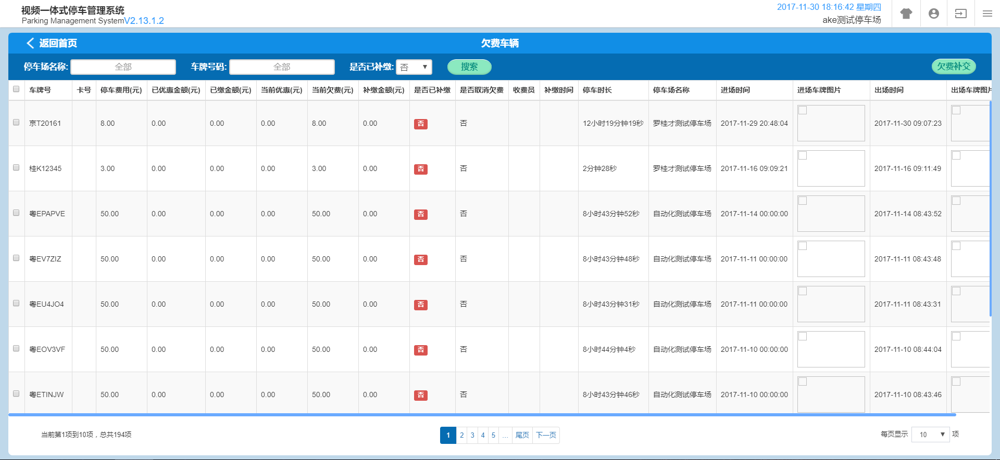 视频一体式停车管理系统
Parking Management SystemV2.13.1.2
2017-11-30 18:16:42 星期四
ake测试停车场
返回首页 欠费车辆
停车场名称: 全部 车牌号码: 全部 是否已补缴: 否 搜索 欠费补交
车牌号 卡号 停车费用(元) 已优惠金额(元) 已缴金额(元) 当前优惠(元) 当前欠费(元) 补缴金额(元) 是否已补缴 是否取消欠费 收费员 补缴时间 停车时长 停车场名称 进场时间 进场车牌图片 出场时间 出场车牌图片
京T20161 8.00 0.00 0.00 0.00 8.00 0.00 否 否 12小时19分钟19秒 罗桂才测试停车场 2017-11-29 20:48:04 2017-11-30 09:07:23
桂K12345 3.00 0.00 0.00 0.00 3.00 0.00 否 否 2分钟28秒 罗桂才测试停车场 2017-11-16 09:09:21 2017-11-16 09:11:49
粤EPAPVE 50.00 0.00 0.00 0.00 50.00 0.00 否 否 8小时43分钟52秒 自动化测试停车场 2017-11-14 00:00:00 2017-11-14 08:43:52
粤EV7ZIZ 50.00 0.00 0.00 0.00 50.00 0.00 否 否 8小时43分钟48秒 自动化测试停车场 2017-11-11 00:00:00 2017-11-11 08:43:48
粤EU4JO4 50.00 0.00 0.00 0.00 50.00 0.00 否 否 8小时43分钟31秒 自动化测试停车场 2017-11-11 00:00:00 2017-11-11 08:43:31
粤EOV3VF 50.00 0.00 0.00 0.00 50.00 0.00 否 否 8小时44分钟4秒 自动化测试停车场 2017-11-10 00:00:00 2017-11-10 08:44:04
粤ETINJW 50.00 0.00 0.00 0.00 50.00 0.00 否 否 8小时43分钟46秒 自动化测试停车场 2017-11-10 00:00:00 2017-11-10 08:43:46
当前第1项到10项，总共194项 1 2 3 4 5 ... 尾页 下一页 每页显示 10 项